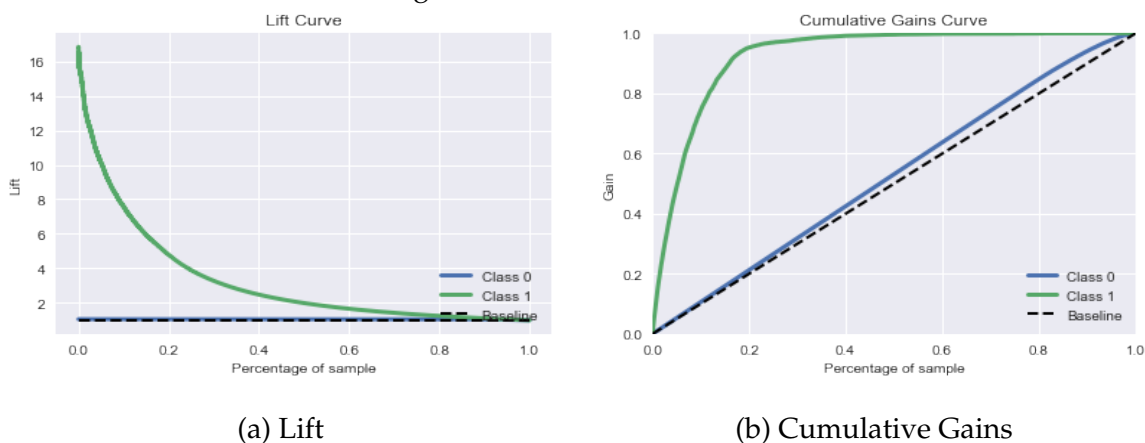 Lift Curve
16
14
12
10
8
6
4
2
Lift
Class 0
Class 1
Baseline
0.0 0.2 0.4 0.6 0.8 1.0
Percentage of sample
(a) Lift
Cumulative Gains Curve
1.0
0.8
0.6
0.4
0.2
0.0
Gain
Class 0
Class 1
Baseline
0.0 0.2 0.4 0.6 0.8 1.0
Percentage of sample
(b) Cumulative Gains